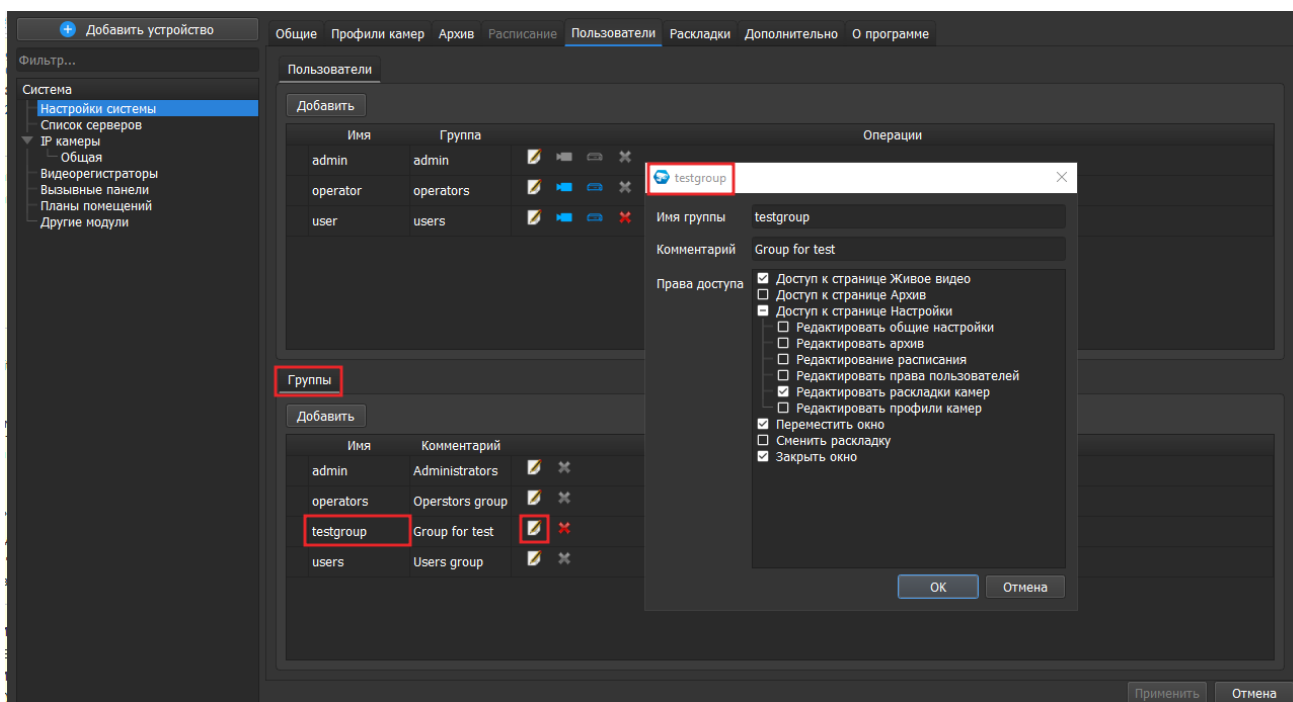 Добавить устройство
Общие Профили камер Архив Расписание Пользователи Раскладки Дополнительно О программе
Фильтр...
Система
Настройки системы
Список серверов
IP камеры
Общая
Видеорегистраторы
Вызывные панели
Планы помещений
Другие модули
Пользователи
Добавить
Имя Группа Операции
admin admin
operator operators
user users
Группы
Добавить
Имя Комментарий
admin Administrators
operators Operstors group
testgroup Group for test
users Users group
testgroup
Имя группы testgroup
Комментарий Group for test
Права доступа
Доступ к странице Живое видео
Доступ к странице Архив
Доступ к странице Настройки
Редактировать общие настройки
Редактировать архив
Редактирование расписания
Редактировать права пользователей
Редактировать раскладки камер
Редактировать профили камер
Переместить окно
Сменить раскладку
Закрыть окно
OK Отмена
Применить Отмена